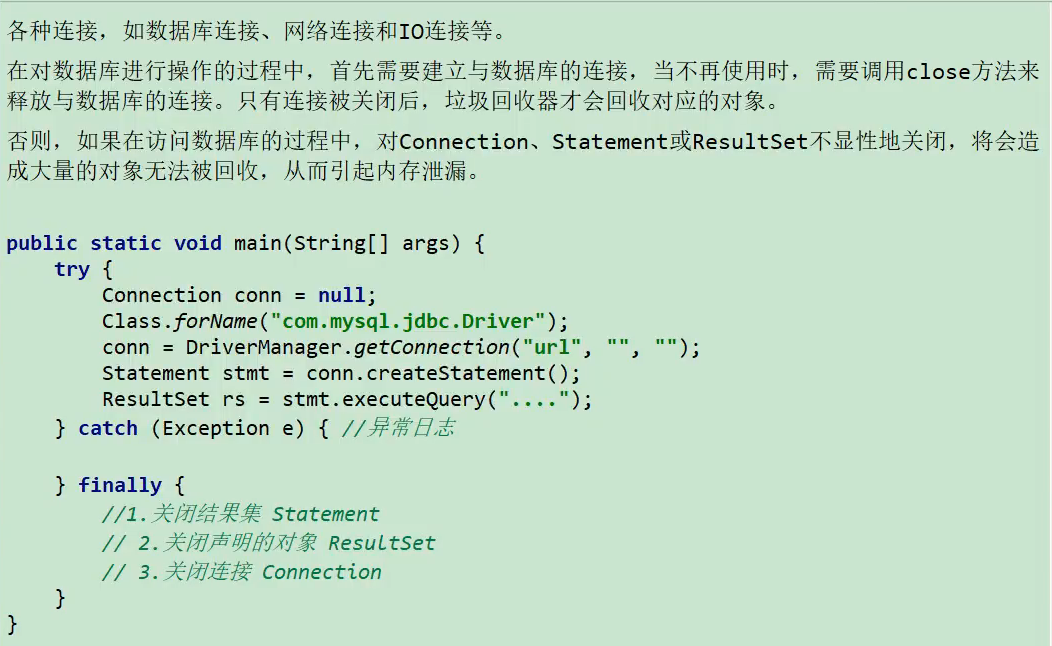 各种连接，如数据库连接、网络连接和IO连接等。
在对数据库进行操作的过程中，首先需要建立与数据库的连接，当不再使用时，需要调用close方法来
释放与数据库的连接。只有连接被关闭后，垃圾回收器才会回收对应的对象。
否则，如果在访问数据库的过程中，对Connection、Statement或ResultSet不显性地关闭，将会造
成大量的对象无法被回收，从而引起内存泄漏。
public static void main(String[] args) {
    try {
        Connection conn = null;
        Class.forName("com.mysql.jdbc.Driver");
        conn = DriverManager.getConnection("url", "", "");
        Statement stmt = conn.createStatement();
        ResultSet rs = stmt.executeQuery("....");
    } catch (Exception e) { //异常日志
    } finally {
        //1.关闭结果集 Statement
        // 2.关闭声明的对象 ResultSet
        // 3.关闭连接 Connection
    }
}